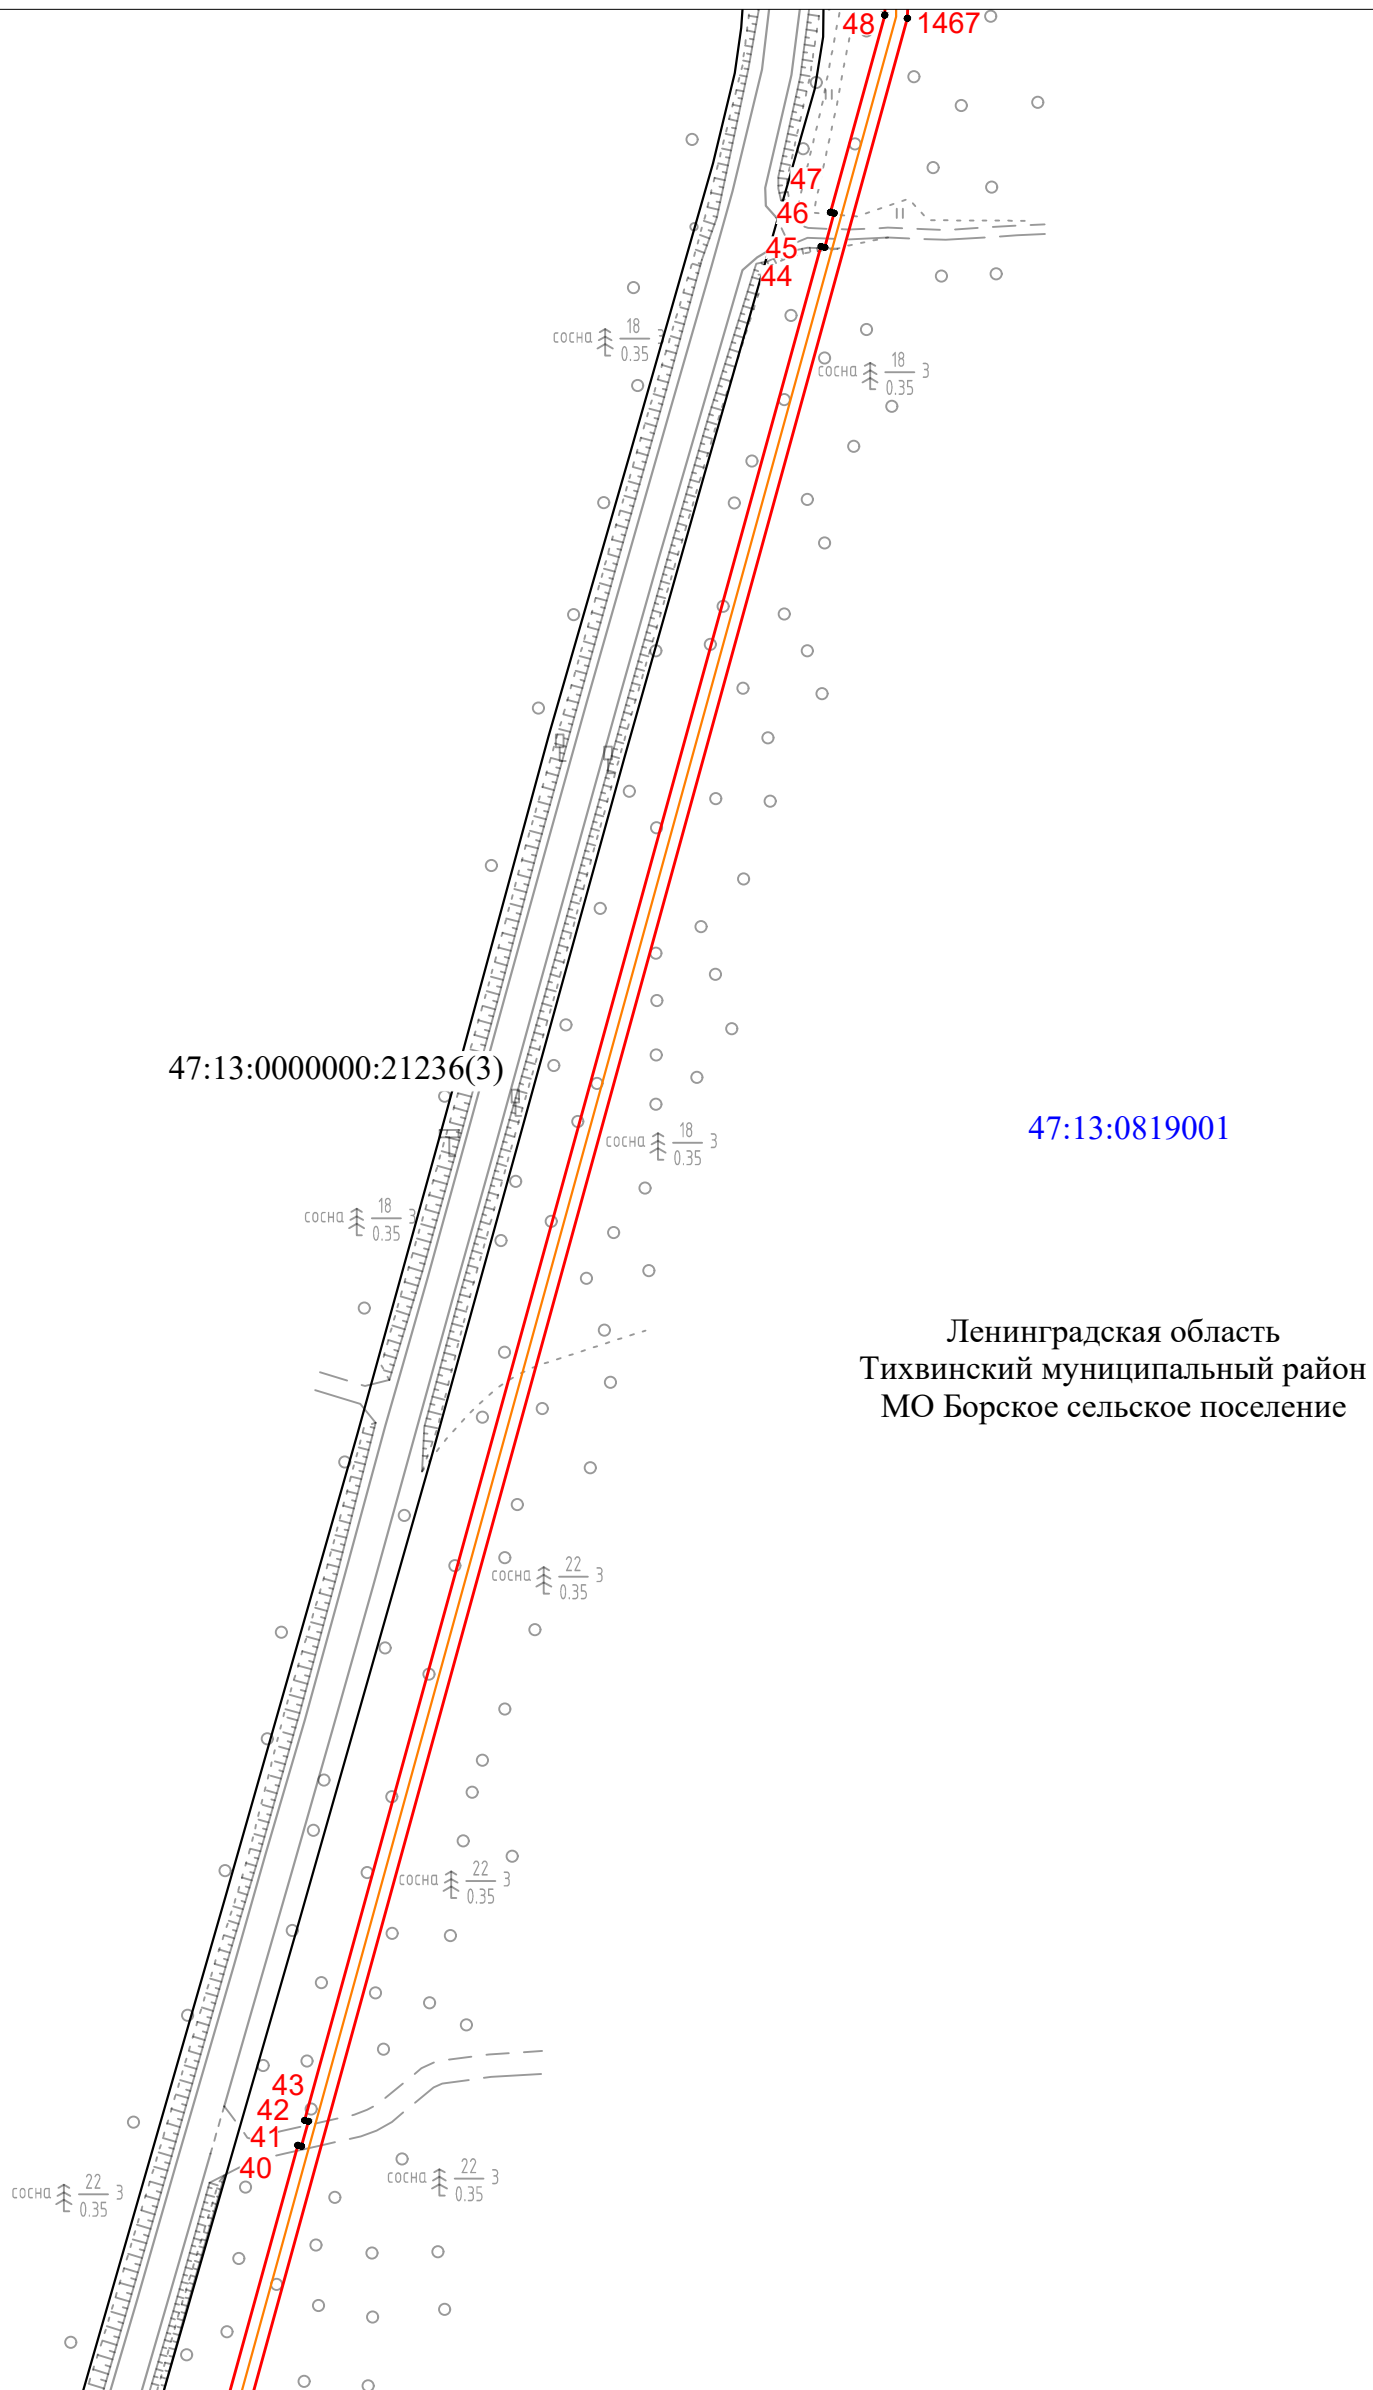 48 1467
47
46
45
44
сосна 18 3
0.35
сосна 18 3
0.35
47:13:0000000:21236(3)
47:13:0819001
сосна 18 3
0.35
сосна 18 3
0.35
Ленинградская область
Тихвинский муниципальный район
МО Борское сельское поселение
сосна 22 3
0.35
сосна 22 3
0.35
43
42
41
40
сосна 22 3
0.35
сосна 22 3
0.35